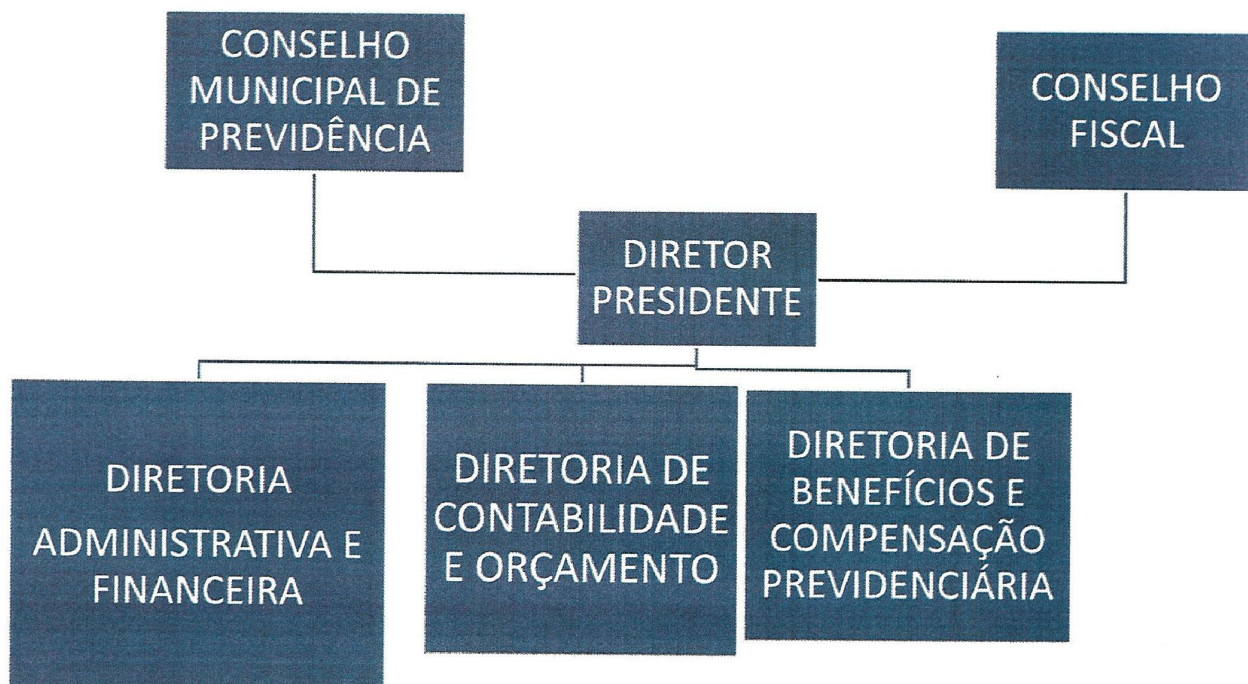 CONSELHO
MUNICIPAL DE
PREVIDÊNCIA
CONSELHO
FISCAL
DIRETOR
PRESIDENTE
DIRETORIA
ADMINISTRATIVA E
FINANCEIRA
DIRETORIA DE
CONTABILIDADE
E ORÇAMENTO
DIRETORIA DE
BENEFÍCIOS E
COMPENSAÇÃO
PREVIDENCIÁRIA